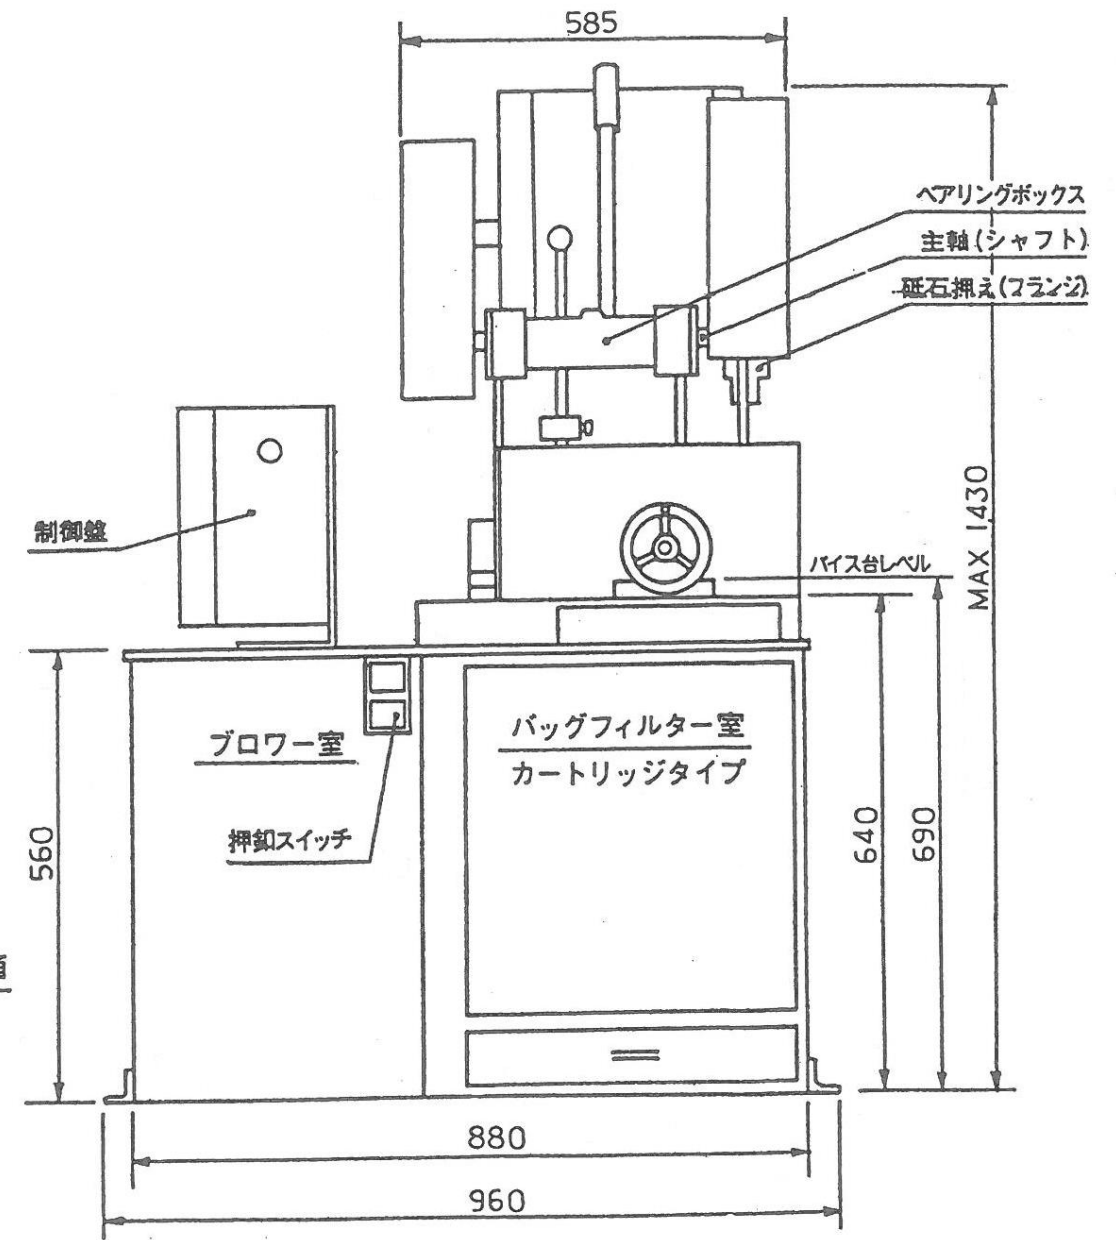 585
ベアリングボックス
主軸(シャフト)
砥石押え(フランジ)
MAX 1430
制御盤
バイス台レベル
ブロワー室
バッグフィルター室
カートリッジタイプ
押釦スイッチ
560
640
690
880
960